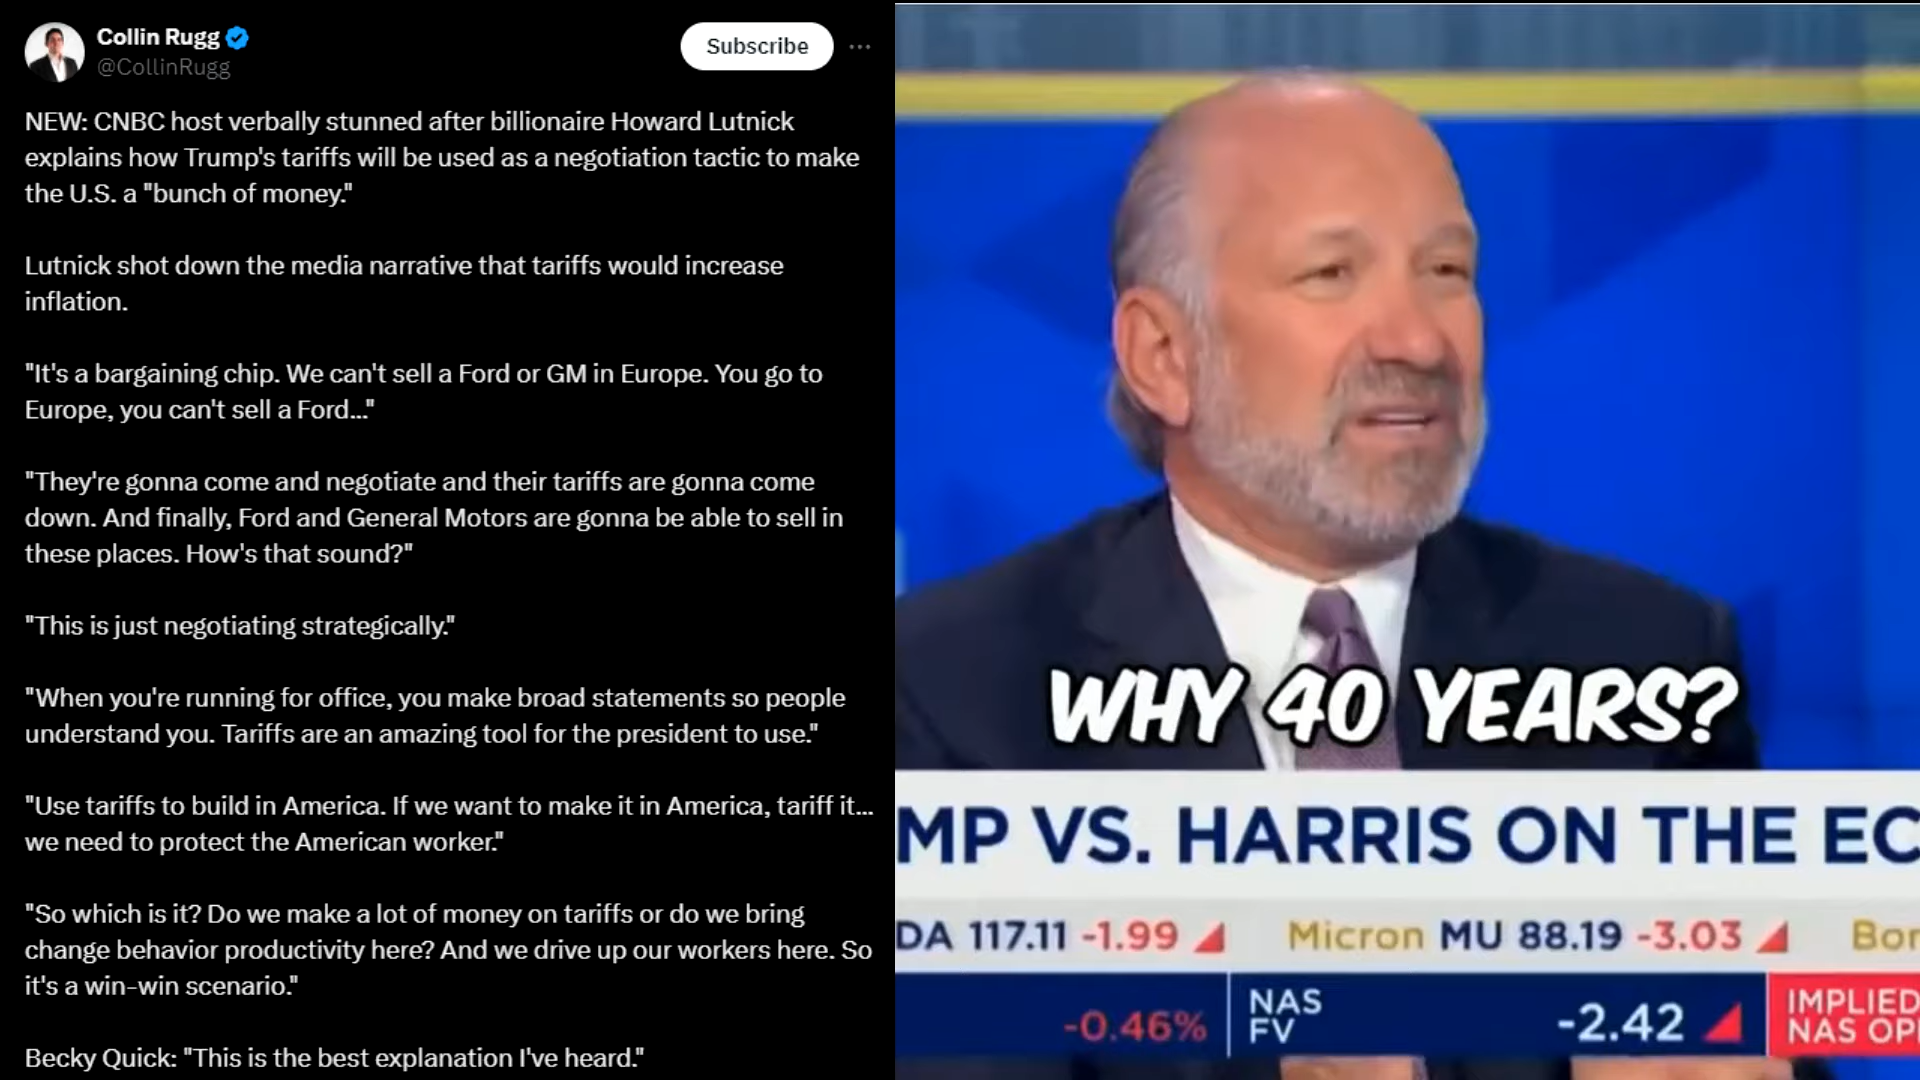 Collin Rugg
@CollinRugg
Subscribe
NEW: CNBC host verbally stunned after billionaire Howard Lutnick
explains how Trump's tariffs will be used as a negotiation tactic to make
the U.S. a "bunch of money."
Lutnick shot down the media narrative that tariffs would increase
inflation.
"It's a bargaining chip. We can't sell a Ford or GM in Europe. You go to
Europe, you can't sell a Ford..."
"They're gonna come and negotiate and their tariffs are gonna come
down. And finally, Ford and General Motors are gonna be able to sell in
these places. How's that sound?"
"This is just negotiating strategically."
"When you're running for office, you make broad statements so people
understand you. Tariffs are an amazing tool for the president to use."
"Use tariffs to build in America. If we want to make it in America, tariff it...
we need to protect the American worker."
"So which is it? Do we make a lot of money on tariffs or do we bring
change behavior productivity here? And we drive up our workers here. So
it's a win-win scenario."
Becky Quick: "This is the best explanation I've heard."
WHY 40 YEARS?
MP VS. HARRIS ON THE EC
DA 117.11 -1.99 Micron MU 88.19 -3.03 Bor
-0.46% NAS FV -2.42 IMPLIED
NAS OP